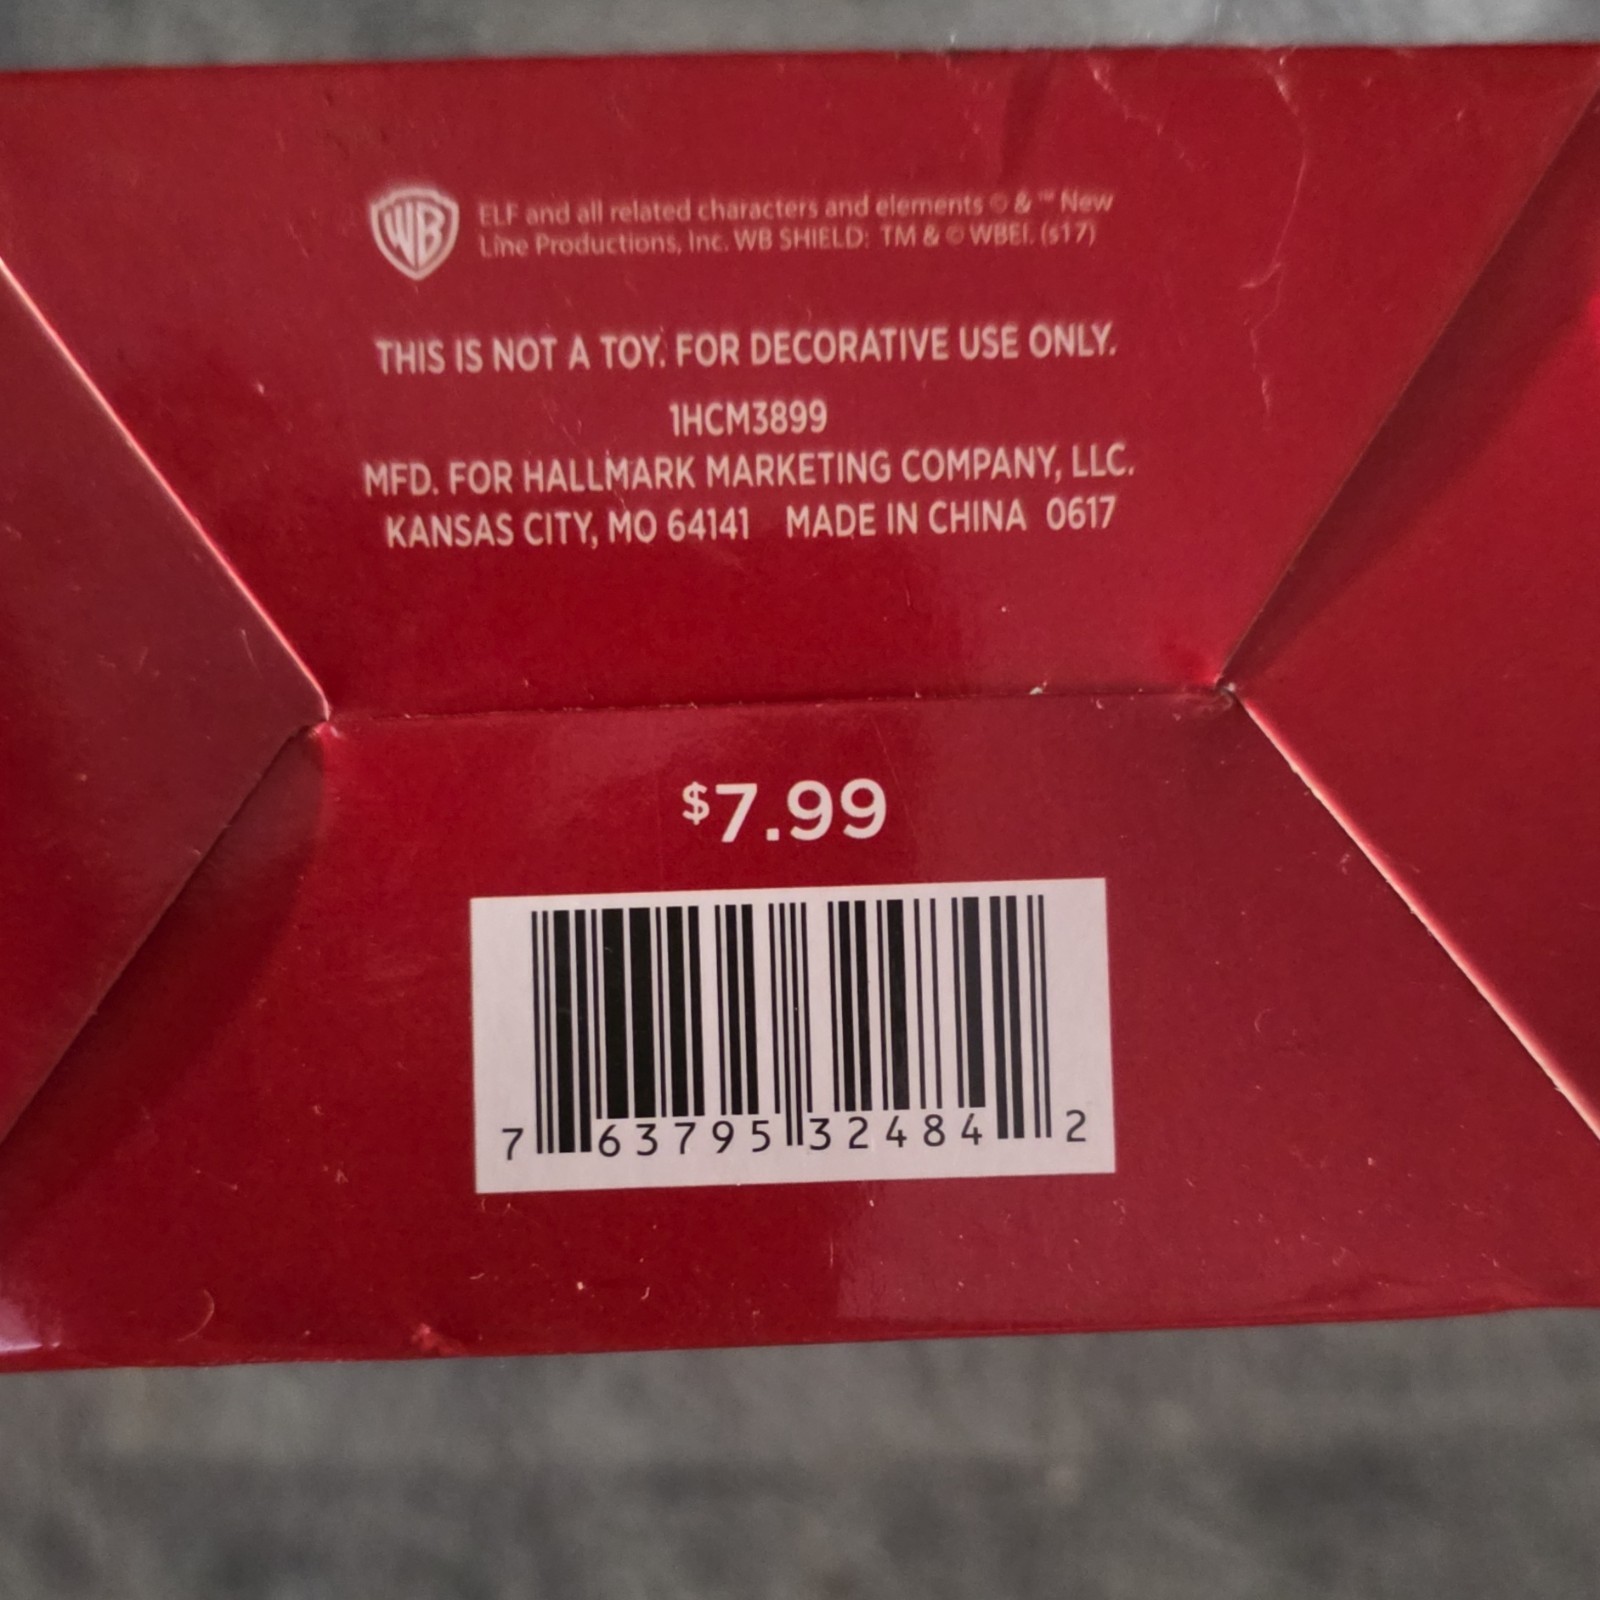 WB ELF and all related characters and elements © & ™ New
Line Productions, Inc. WB SHIELD: TM & © WBEI. (s17)
THIS IS NOT A TOY. FOR DECORATIVE USE ONLY.
1HCM3899
MFD. FOR HALLMARK MARKETING COMPANY, LLC.
KANSAS CITY, MO 64141 MADE IN CHINA 0617
$7.99
7 63795 32484 2